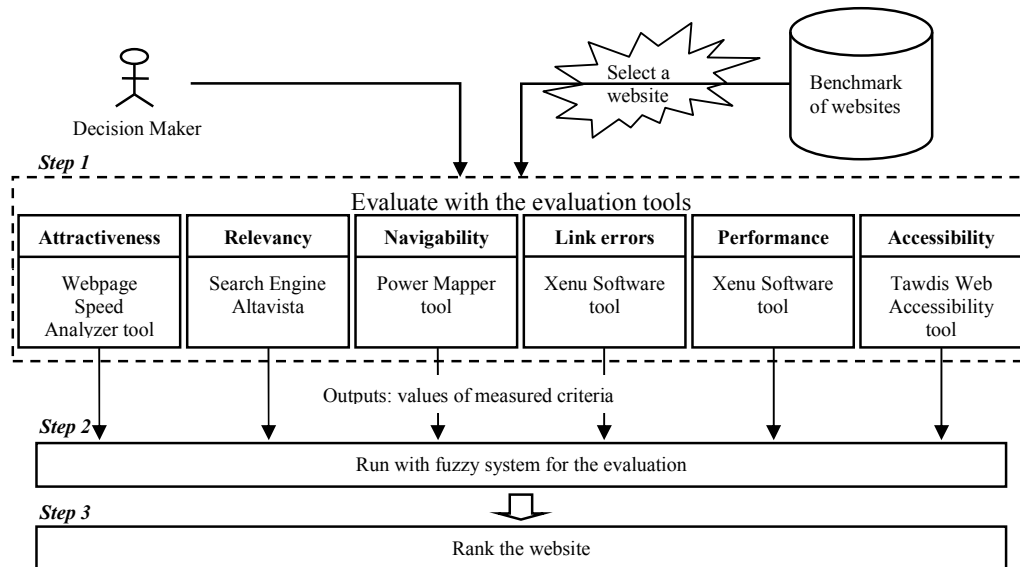 Select a
website
Benchmark
of websites
Decision Maker
Step 1
Evaluate with the evaluation tools
Attractiveness
Webpage
Speed
Analyzer tool
Relevancy
Search Engine
Altavista
Navigability
Power Mapper
tool
Link errors
Xenu Software
tool
Performance
Xenu Software
tool
Accessibility
Tawdis Web
Accessibility
tool
Outputs: values of measured criteria
Step 2
Run with fuzzy system for the evaluation
Step 3
Rank the website